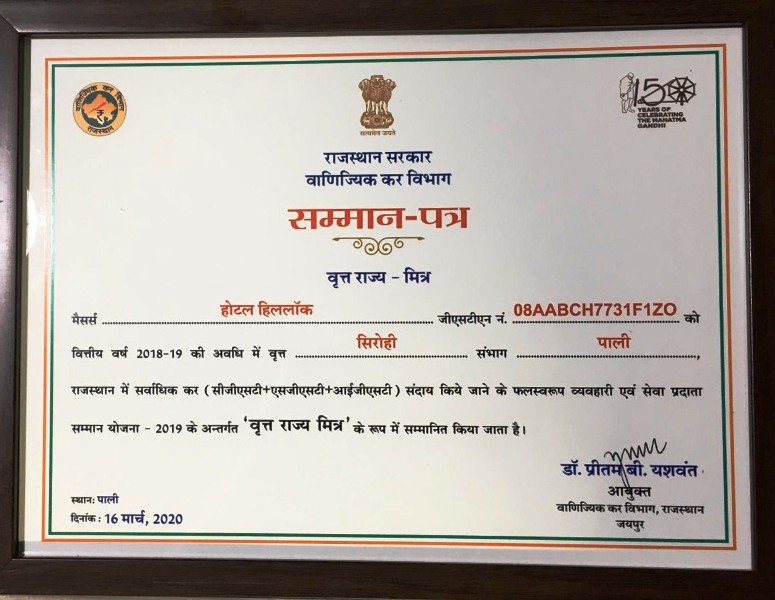 वाणिज्यिक कर विभाग
राजस्थान
सत्यमेव जयते
150
YEARS OF
CELEBRATING
THE MAHATMA
GANDHI
राजस्थान सरकार
वाणिज्यिक कर विभाग
सम्मान-पत्र
वृत्त राज्य - मित्र
मैसर्स होटल हिललॉक जीएसटीएन नं. 08AABCH7731F1ZO को
वित्तीय वर्ष 2018-19 की अवधि में वृत्त सिरोही संभाग पाली,
राजस्थान में सर्वाधिक कर (सीजीएसटी+एसजीएसटी+आईजीएसटी) संदाय किये जाने के फलस्वरूप व्यवहारी एवं सेवा प्रदाता
सम्मान योजना - 2019 के अन्तर्गत 'वृत्त राज्य मित्र' के रूप में सम्मानित किया जाता है।
डॉ. प्रीतम बी. यशवंत
आयुक्त
वाणिज्यिक कर विभाग, राजस्थान
जयपुर
स्थान: पाली
दिनांक: 16 मार्च, 2020